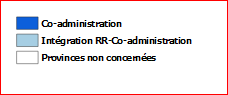 Co-administration
Intégration RR-Co-administration
Provinces non concernées